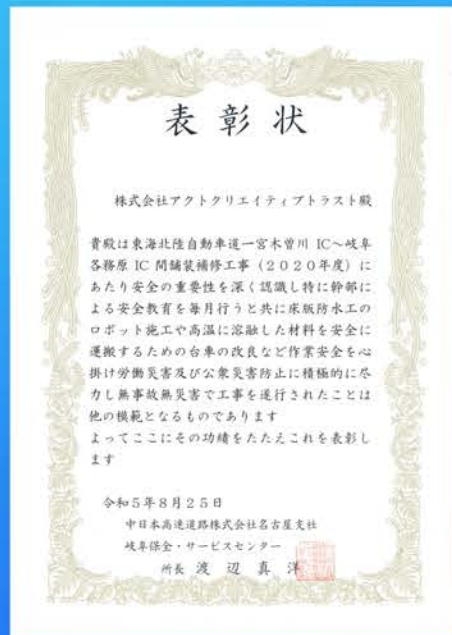 表彰状
株式会社アクトクリエイティブトラスト殿
貴殿は東海北陸自動車道一宮木曽川 IC～岐阜
各務原 IC 間舗装補修工事（2020年度）に
あたり安全の重要性を深く認識し特に幹部に
よる安全教育を毎月行うと共に床版防水工の
ロボット施工や高温に溶融した材料を安全に
運搬するための台車の改良など作業安全を心
掛け労働災害及び公衆災害防止に積極的に尽
力し無事故無災害で工事を遂行されたことは
他の模範となるものであります
よってここにその功績をたたえこれを表彰し
ます
令和5年8月25日
中日本高速道路株式会社名古屋支社
岐阜保全・サービスセンター
所長 渡辺真洋